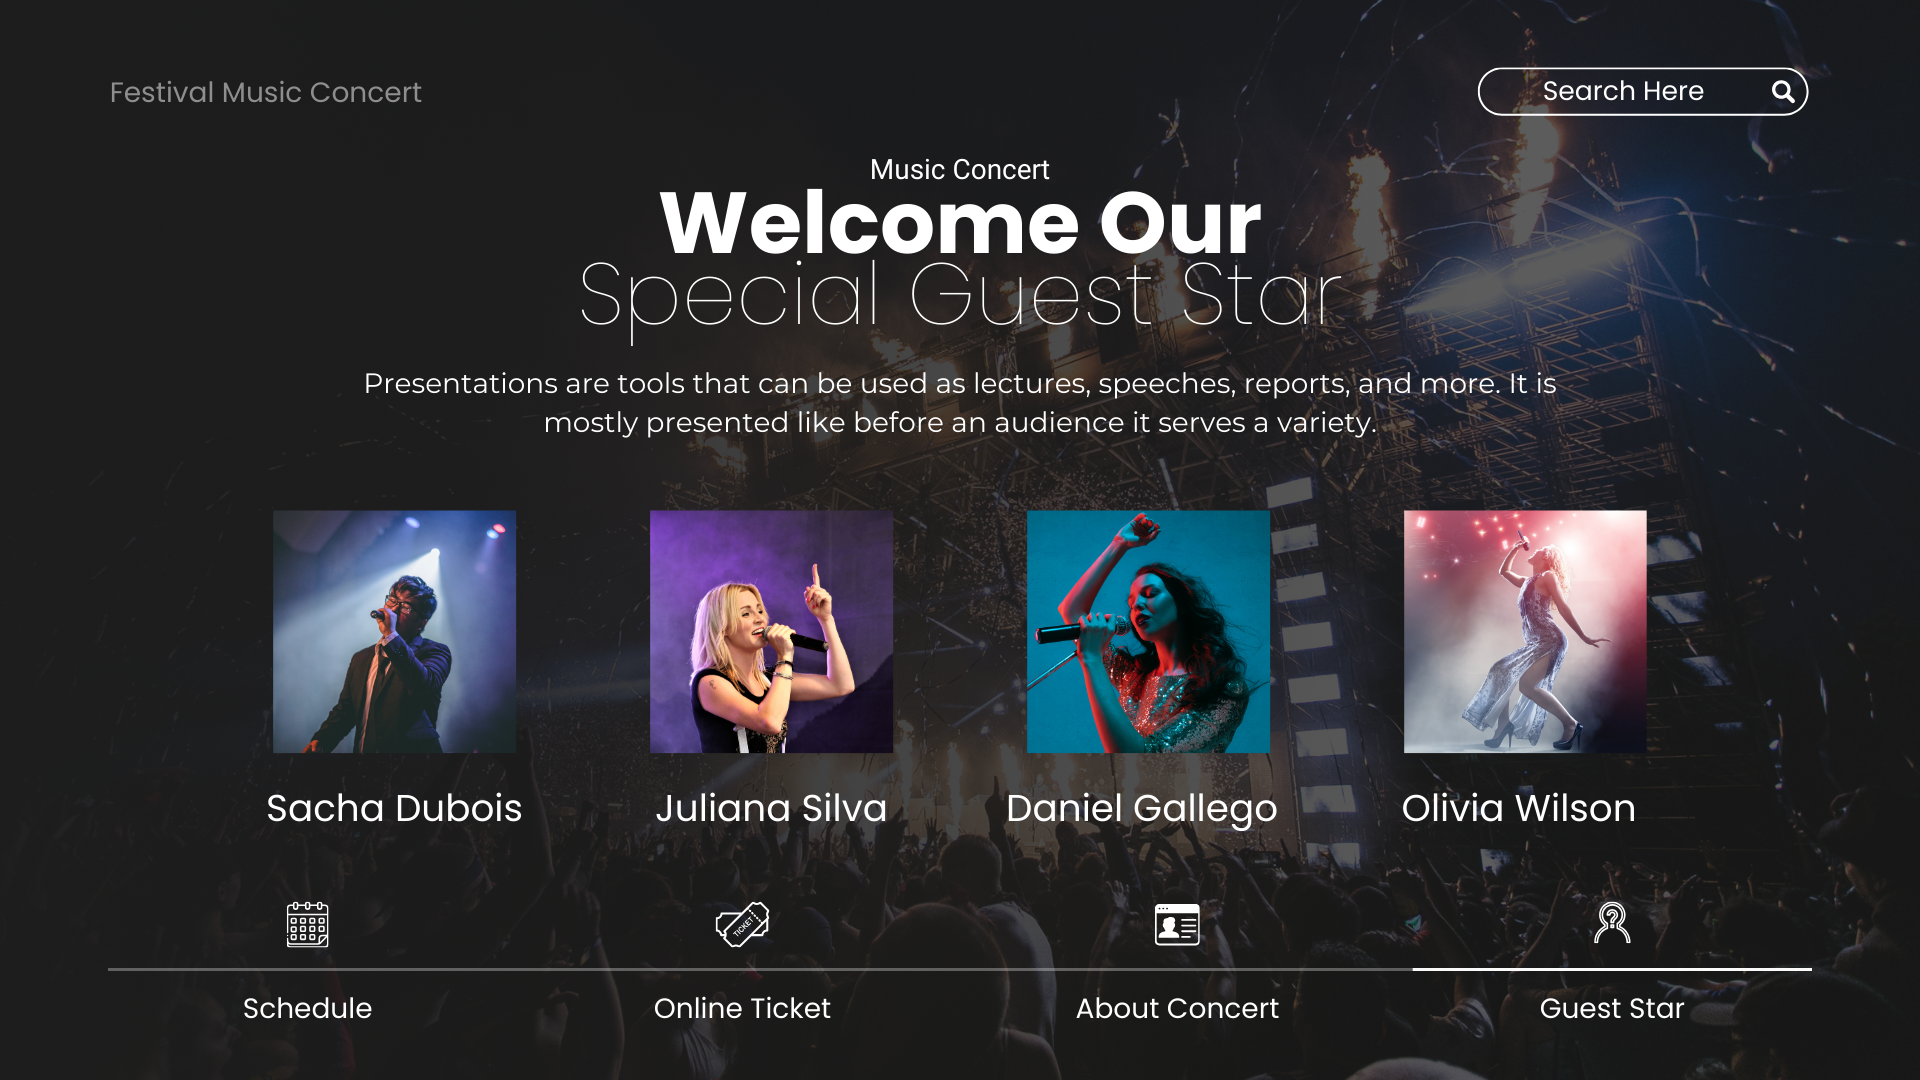 Festival Music Concert
Search Here
Music Concert
Welcome Our
Special Guest Star
Presentations are tools that can be used as lectures, speeches, reports, and more. It is
mostly presented like before an audience it serves a variety.
Sacha Dubois
Juliana Silva
Daniel Gallego
Olivia Wilson
TICKET
Schedule
Online Ticket
About Concert
Guest Star